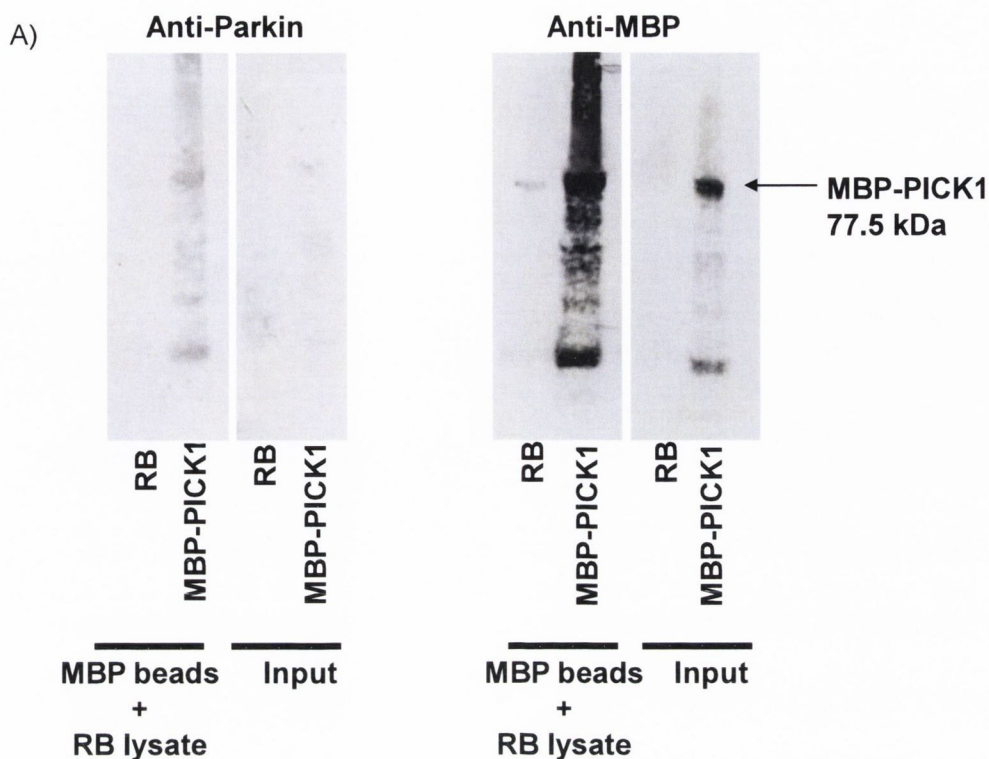 A)
Anti-Parkin
Anti-MBP
MBP-PICK1
77.5 kDa
RB
MBP-PICK1
RB
MBP-PICK1
RB
MBP-PICK1
RB
MBP-PICK1
MBP beads
+
RB lysate
Input
MBP beads
+
RB lysate
Input